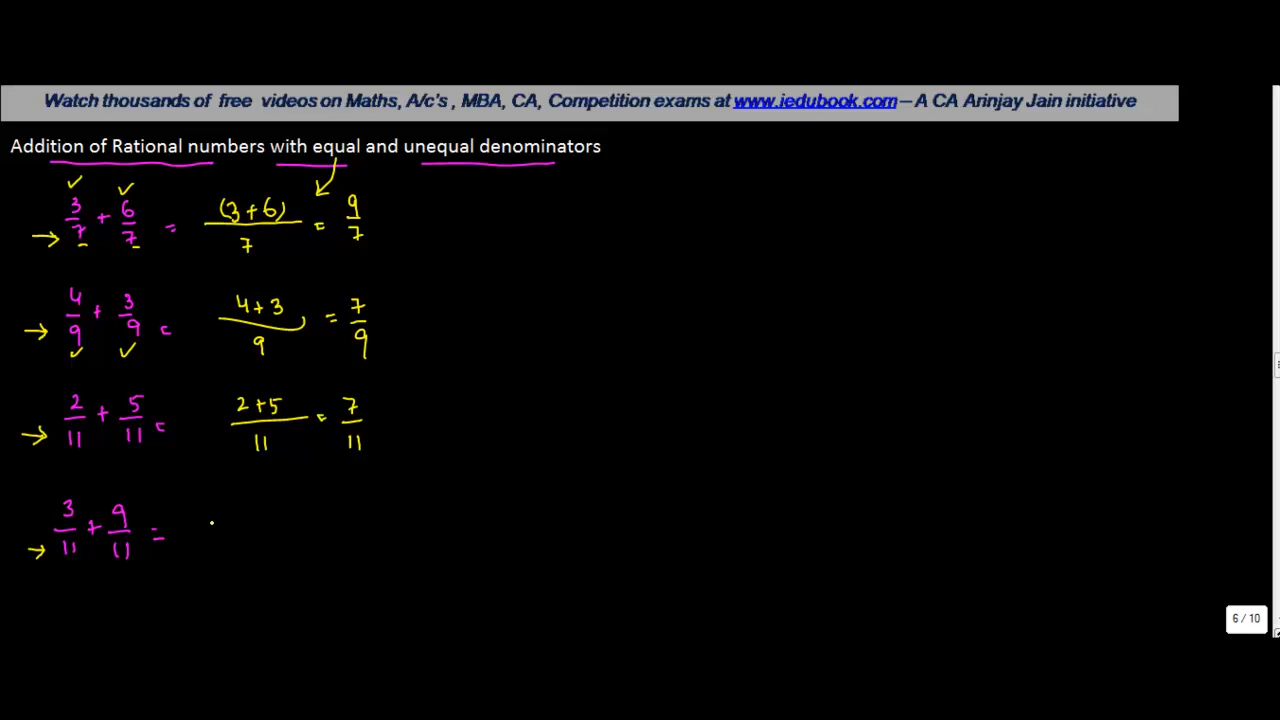 Watch thousands of free videos on Maths, A/c's , MBA, CA, Competition exams at www.iedubook.com – A CA Arinjay Jain initiative
Addition of Rational numbers with equal and unequal denominators
3/7 + 6/7 = (3+6)/7 = 9/7
4/9 + 3/9 = 4+3/9 = 7/9
2/11 + 5/11 = 2+5/11 = 7/11
3/11 + 9/11 =
6 / 10